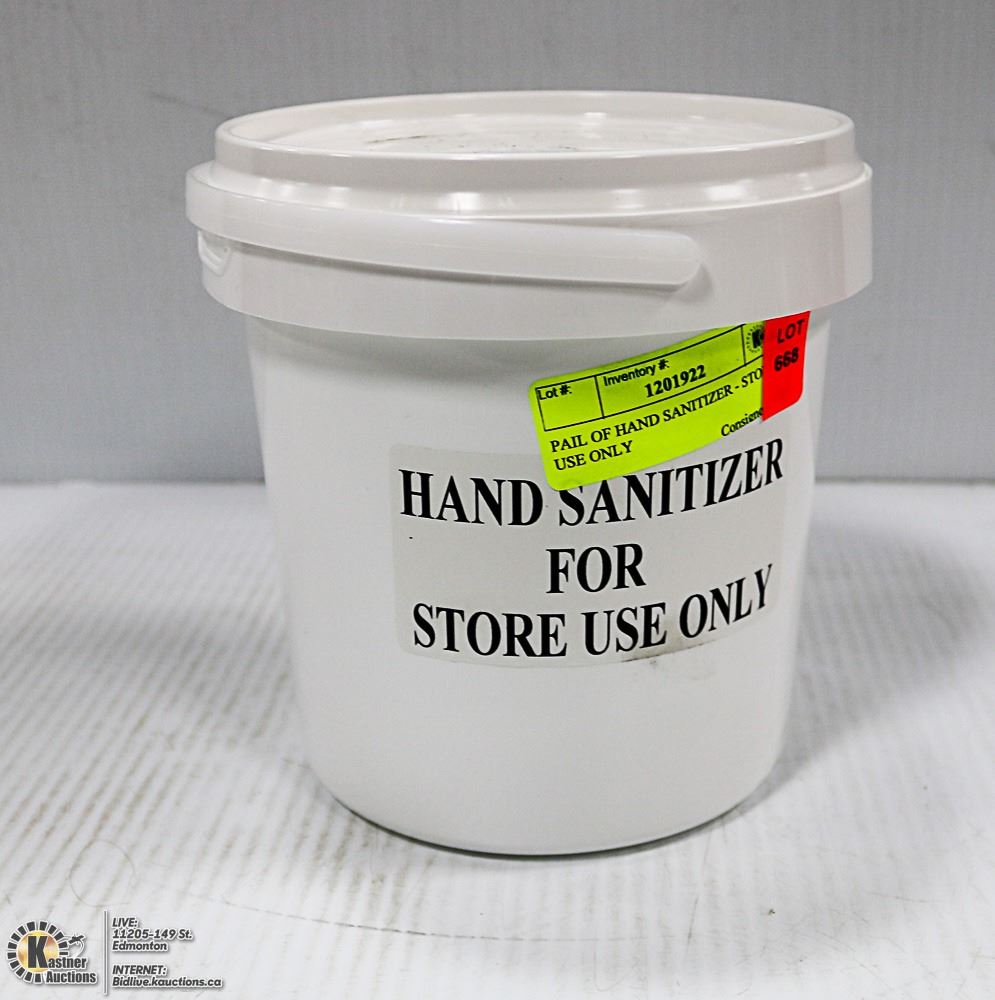 LOT
668
Lot #:
Inventory #:
1201922
PAIL OF HAND SANITIZER - STO
USE ONLY
Consigne
HAND SANITIZER
FOR
STORE USE ONLY
Kastner
Auctions
LIVE:
11205-149 St.
Edmonton
INTERNET:
Bidlive.kauctions.ca